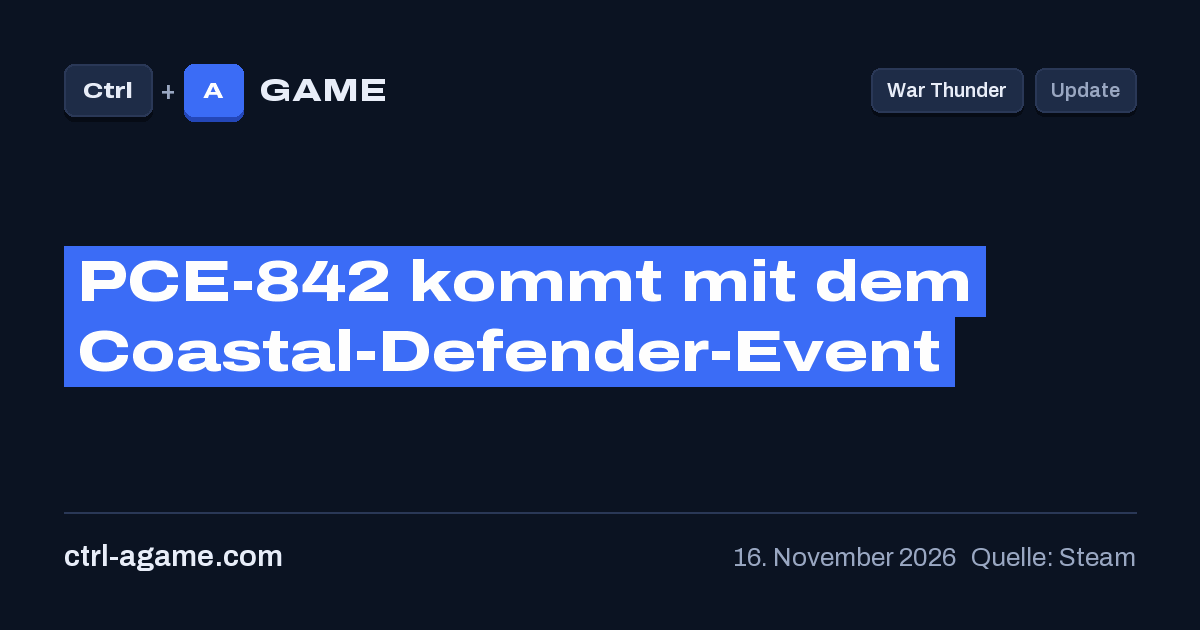 Ctrl + A GAME
War Thunder Update
PCE-842 kommt mit dem
Coastal-Defender-Event
ctrl-agame.com
16. November 2026 Quelle: Steam